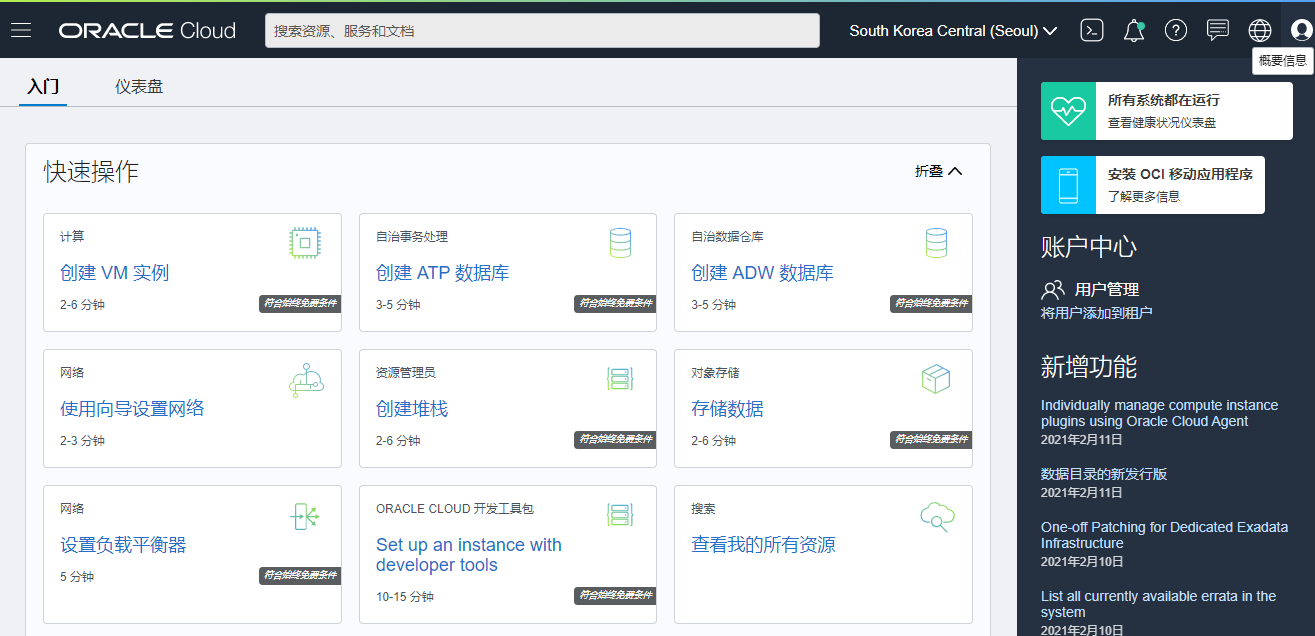 ORACLE Cloud
搜索资源、服务和文档
South Korea Central (Seoul)
概要信息
入门
仪表盘
快速操作
折叠
计算
创建 VM 实例
2-6 分钟
符合始终免费条件
自治事务处理
创建 ATP 数据库
3-5 分钟
符合始终免费条件
自治数据仓库
创建 ADW 数据库
3-5 分钟
符合始终免费条件
网络
使用向导设置网络
2-3 分钟
资源管理员
创建堆栈
2-6 分钟
符合始终免费条件
对象存储
存储数据
2-6 分钟
符合始终免费条件
网络
设置负载平衡器
5 分钟
符合始终免费条件
ORACLE CLOUD 开发工具包
Set up an instance with
developer tools
10-15 分钟
符合始终免费条件
搜索
查看我的所有资源
所有系统都在运行
查看健康状况仪表盘
安装 OCI 移动应用程序
了解更多信息
账户中心
用户管理
将用户添加到租户
新增功能
Individually manage compute instance
plugins using Oracle Cloud Agent
2021年2月11日
数据目录的新发行版
2021年2月11日
One-off Patching for Dedicated Exadata
Infrastructure
2021年2月10日
List all currently available errata in the
system
2021年2月10日